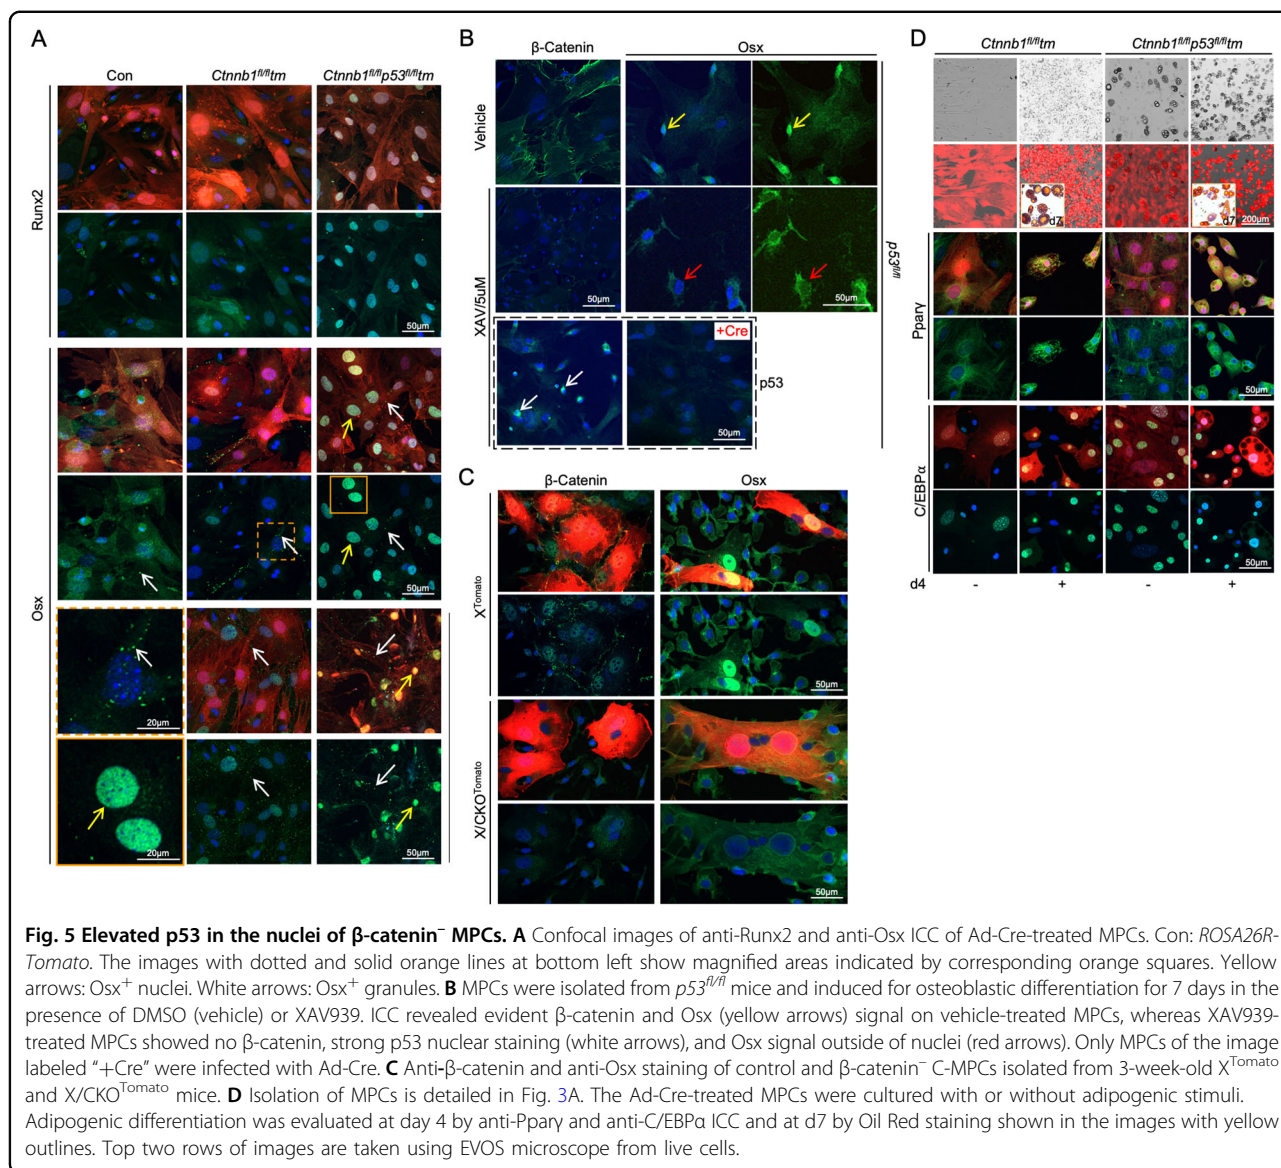 A
Con
Ctnnb1fl/fltm
Ctnnb1fl/flp53fl/fltm
Runx2
50μm
Osx
50μm
20μm
20μm
50μm
B
β-Catenin
Osx
Vehicle
XAV/5uM
50μm
50μm
p53fl/fl
+Cre
p53
50μm
C
β-Catenin
Osx
XTomato
50μm
X/CKOTomato
50μm
D
Ctnnb1fl/fltm
Ctnnb1fl/flp53fl/fltm
d7
d7
200μm
Pparγ
50μm
C/EBPα
50μm
d4 - + - +
Fig. 5 Elevated p53 in the nuclei of β-catenin⁻ MPCs. A Confocal images of anti-Runx2 and anti-Osx ICC of Ad-Cre-treated MPCs. Con: ROSA26R-
Tomato. The images with dotted and solid orange lines at bottom left show magnified areas indicated by corresponding orange squares. Yellow
arrows: Osx⁺ nuclei. White arrows: Osx⁺ granules. B MPCs were isolated from p53fl/fl mice and induced for osteoblastic differentiation for 7 days in the
presence of DMSO (vehicle) or XAV939. ICC revealed evident β-catenin and Osx (yellow arrows) signal on vehicle-treated MPCs, whereas XAV939-
treated MPCs showed no β-catenin, strong p53 nuclear staining (white arrows), and Osx signal outside of nuclei (red arrows). Only MPCs of the image
labeled "+Cre" were infected with Ad-Cre. C Anti-β-catenin and anti-Osx staining of control and β-catenin⁻ C-MPCs isolated from 3-week-old XTomato
and X/CKOTomato mice. D Isolation of MPCs is detailed in Fig. 3A. The Ad-Cre-treated MPCs were cultured with or without adipogenic stimuli.
Adipogenic differentiation was evaluated at day 4 by anti-Pparγ and anti-C/EBPα ICC and at d7 by Oil Red staining shown in the images with yellow
outlines. Top two rows of images are taken using EVOS microscope from live cells.